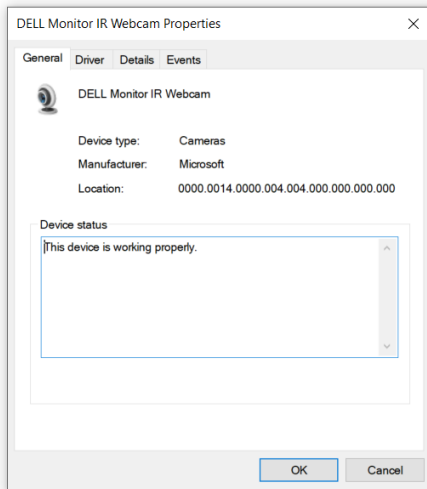 DELL Monitor IR Webcam Properties
General Driver Details Events
DELL Monitor IR Webcam
Device type: Cameras
Manufacturer: Microsoft
Location: 0000.0014.0000.004.004.000.000.000.000
Device status
This device is working properly.
OK Cancel